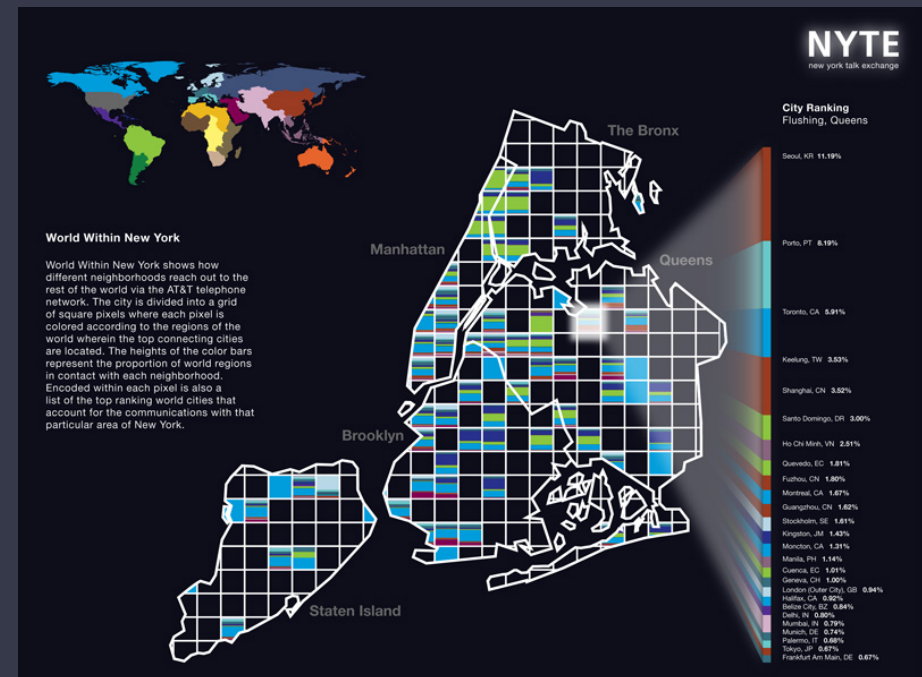 NYTE
new york talk exchange
City Ranking
Flushing, Queens
The Bronx
Manhattan
Queens
Brooklyn
Staten Island
World Within New York
World Within New York shows how
different neighborhoods reach out to the
rest of the world via the AT&T telephone
network. The city is divided into a grid
of square pixels where each pixel is
colored according to the regions of the
world wherein the top connecting cities
are located. The heights of the color bars
represent the proportion of world regions
in contact with each neighborhood.
Encoded within each pixel is also a
list of the top ranking world cities that
account for the communications with that
particular area of New York.
Seoul, KR 11.19%
Porto, PT 8.19%
Toronto, CA 5.91%
Keelung, TW 3.53%
Shanghai, CN 3.52%
Santo Domingo, DR 3.00%
Ho Chi Minh, VN 2.51%
Quevedo, EC 1.81%
Fuzhou, CN 1.80%
Montreal, CA 1.67%
Guangzhou, CN 1.62%
Stockholm, SE 1.61%
Kingston, JM 1.43%
Moncton, CA 1.31%
Manila, PH 1.14%
Cuenca, EC 1.01%
Geneva, CH 1.00%
London (Outer City), GB 0.94%
Halifax, CA 0.92%
Belize City, BZ 0.84%
Delhi, IN 0.80%
Mumbai, IN 0.79%
Munich, DE 0.74%
Palermo, IT 0.68%
Tokyo, JP 0.67%
Frankfurt Am Main, DE 0.67%